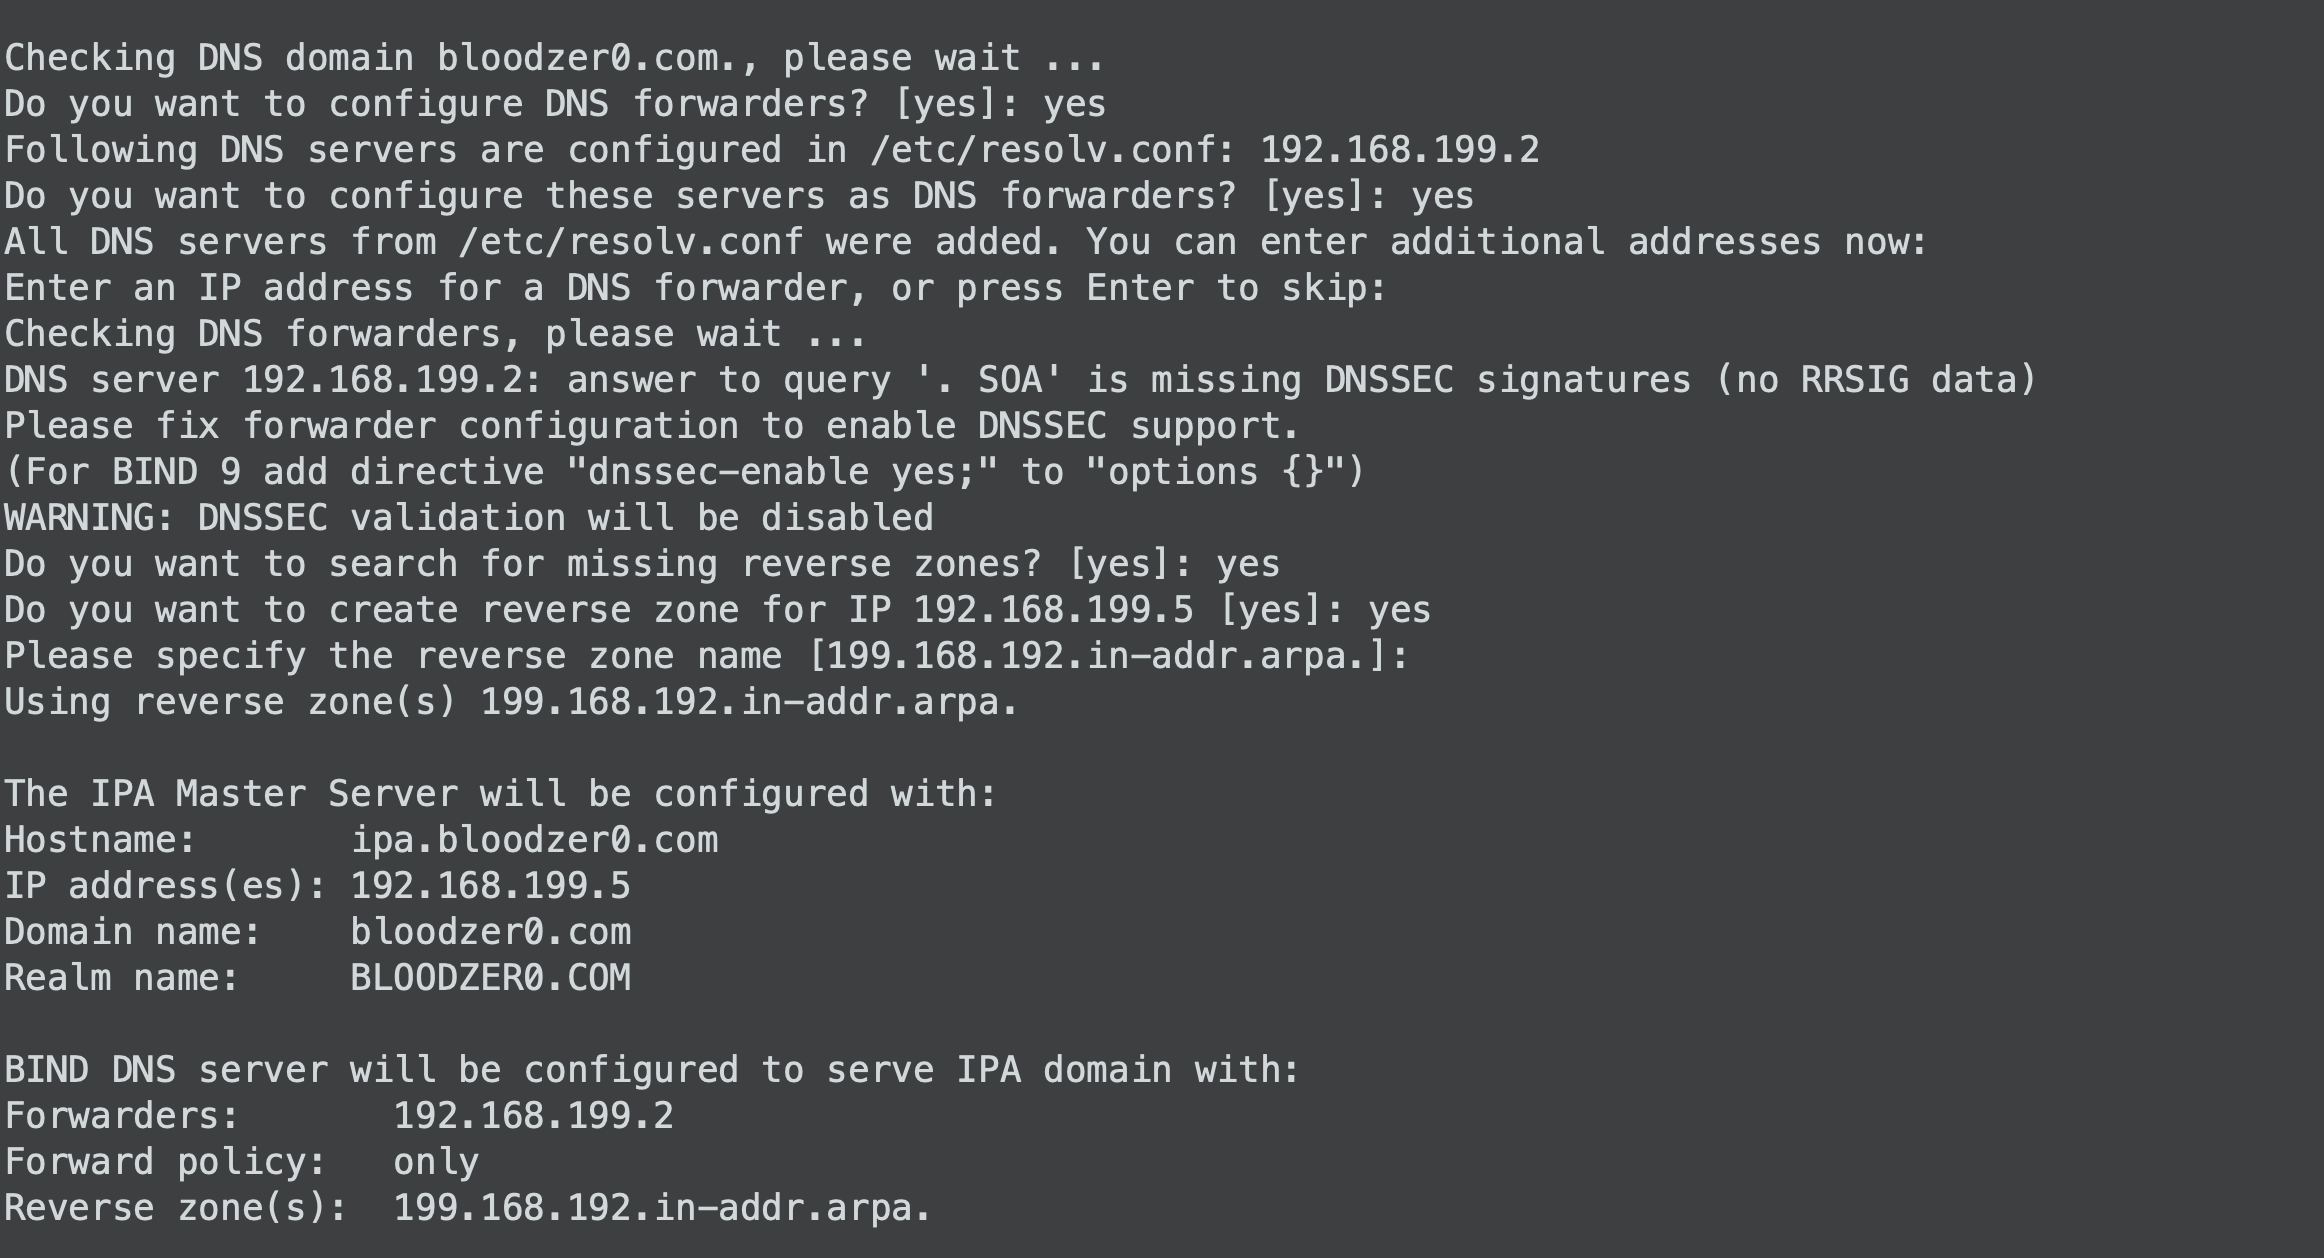 Checking DNS domain bloodzer0.com., please wait ...
Do you want to configure DNS forwarders? [yes]: yes
Following DNS servers are configured in /etc/resolv.conf: 192.168.199.2
Do you want to configure these servers as DNS forwarders? [yes]: yes
All DNS servers from /etc/resolv.conf were added. You can enter additional addresses now:
Enter an IP address for a DNS forwarder, or press Enter to skip:
Checking DNS forwarders, please wait ...
DNS server 192.168.199.2: answer to query '. SOA' is missing DNSSEC signatures (no RRSIG data)
Please fix forwarder configuration to enable DNSSEC support.
(For BIND 9 add directive "dnssec-enable yes;" to "options {}")
WARNING: DNSSEC validation will be disabled
Do you want to search for missing reverse zones? [yes]: yes
Do you want to create reverse zone for IP 192.168.199.5 [yes]: yes
Please specify the reverse zone name [199.168.192.in-addr.arpa.]:
Using reverse zone(s) 199.168.192.in-addr.arpa.

The IPA Master Server will be configured with:
Hostname:       ipa.bloodzer0.com
IP address(es): 192.168.199.5
Domain name:    bloodzer0.com
Realm name:     BLOODZER0.COM

BIND DNS server will be configured to serve IPA domain with:
Forwarders:       192.168.199.2
Forward policy:   only
Reverse zone(s):  199.168.192.in-addr.arpa.